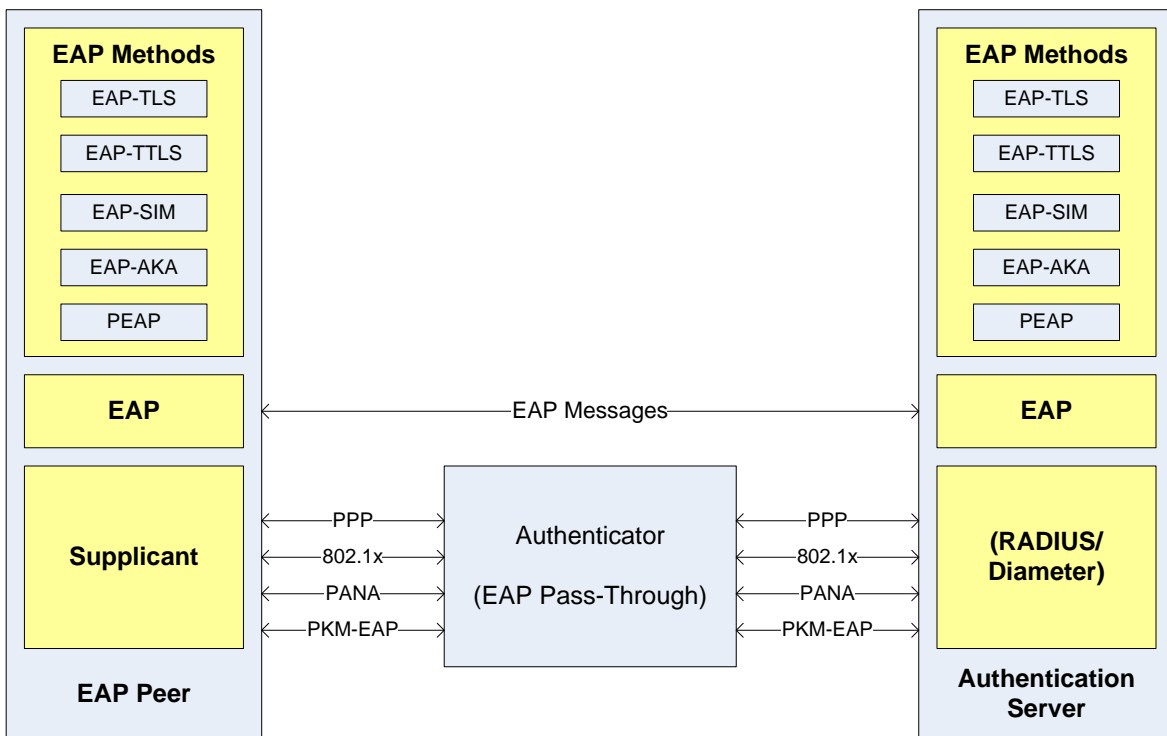 EAP Methods
EAP-TLS
EAP-TTLS
EAP-SIM
EAP-AKA
PEAP
EAP
Supplicant
EAP Peer
EAP Messages
PPP
802.1x
PANA
PKM-EAP
Authenticator
(EAP Pass-Through)
PPP
802.1x
PANA
PKM-EAP
EAP Methods
EAP-TLS
EAP-TTLS
EAP-SIM
EAP-AKA
PEAP
EAP
(RADIUS/
Diameter)
Authentication
Server